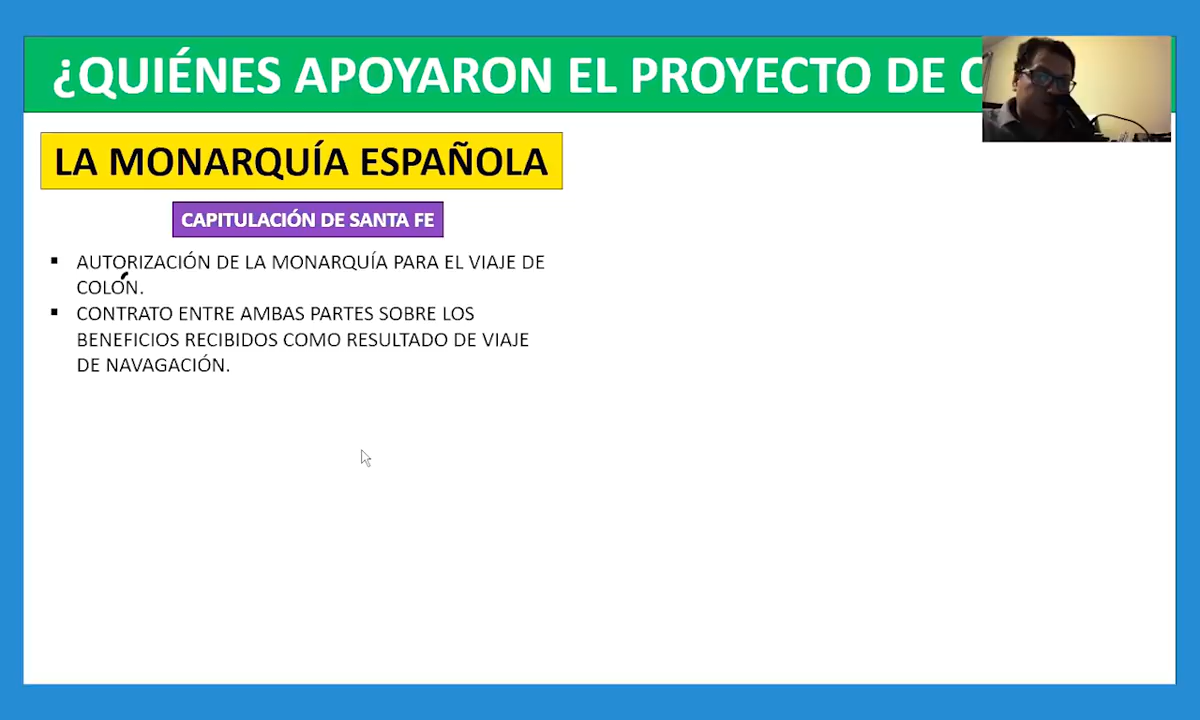 ¿QUIÉNES APOYARON EL PROYECTO DE
LA MONARQUÍA ESPAÑOLA
CAPITULACIÓN DE SANTA FE
▪ AUTORIZACIÓN DE LA MONARQUÍA PARA EL VIAJE DE
COLÓN.
▪ CONTRATO ENTRE AMBAS PARTES SOBRE LOS
BENEFICIOS RECIBIDOS COMO RESULTADO DE VIAJE
DE NAVAGACIÓN.